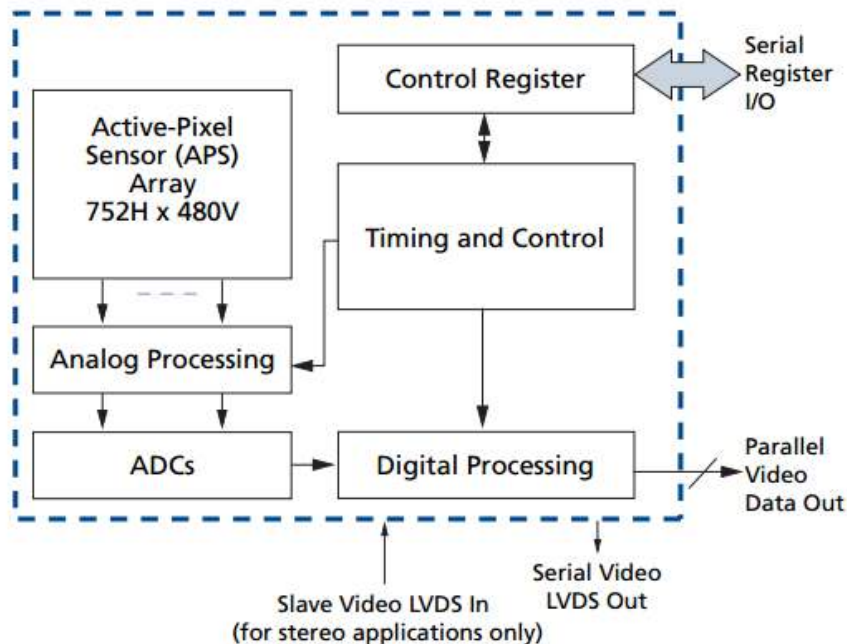 Control Register
Serial
Register
I/O
Active-Pixel
Sensor (APS)
Array
752H x 480V
Timing and Control
Analog Processing
ADCs
Digital Processing
Parallel
Video
Data Out
Slave Video LVDS In
(for stereo applications only)
Serial Video
LVDS Out